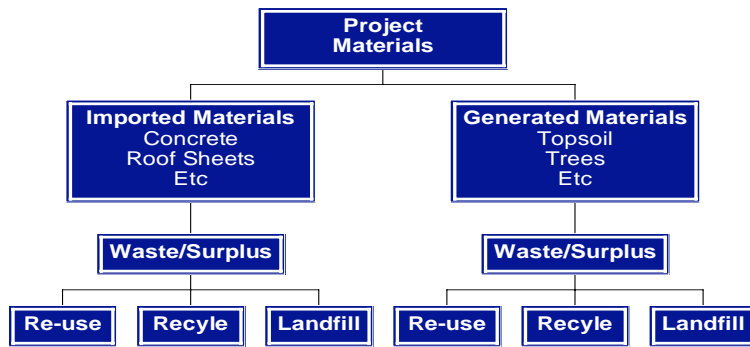 Project
Materials
Imported Materials
Concrete
Roof Sheets
Etc
Generated Materials
Topsoil
Trees
Etc
Waste/Surplus
Waste/Surplus
Re-use
Recyle
Landfill
Re-use
Recyle
Landfill